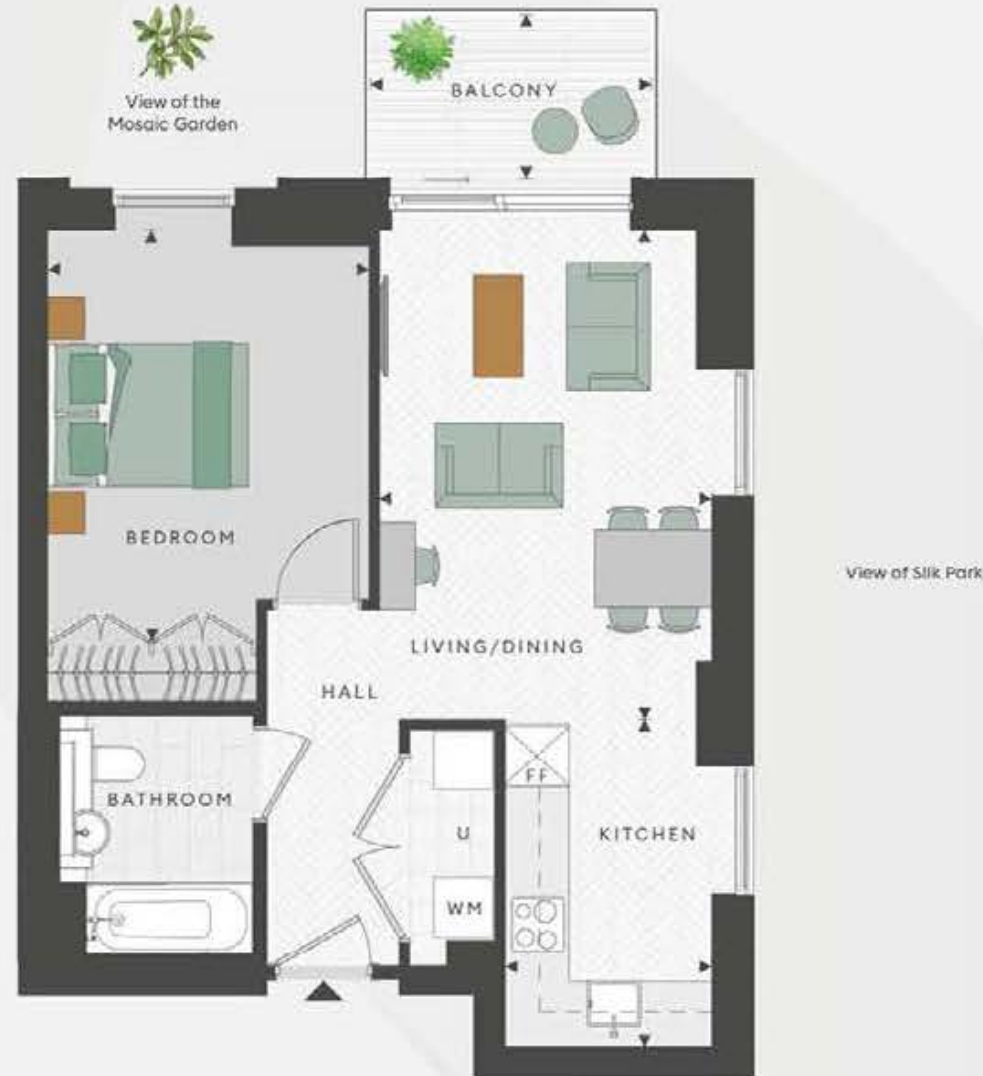 View of the
Mosaic Garden
BALCONY
BEDROOM
View of Silk Park
LIVING/DINING
HALL
FF
BATHROOM
U
KITCHEN
WM